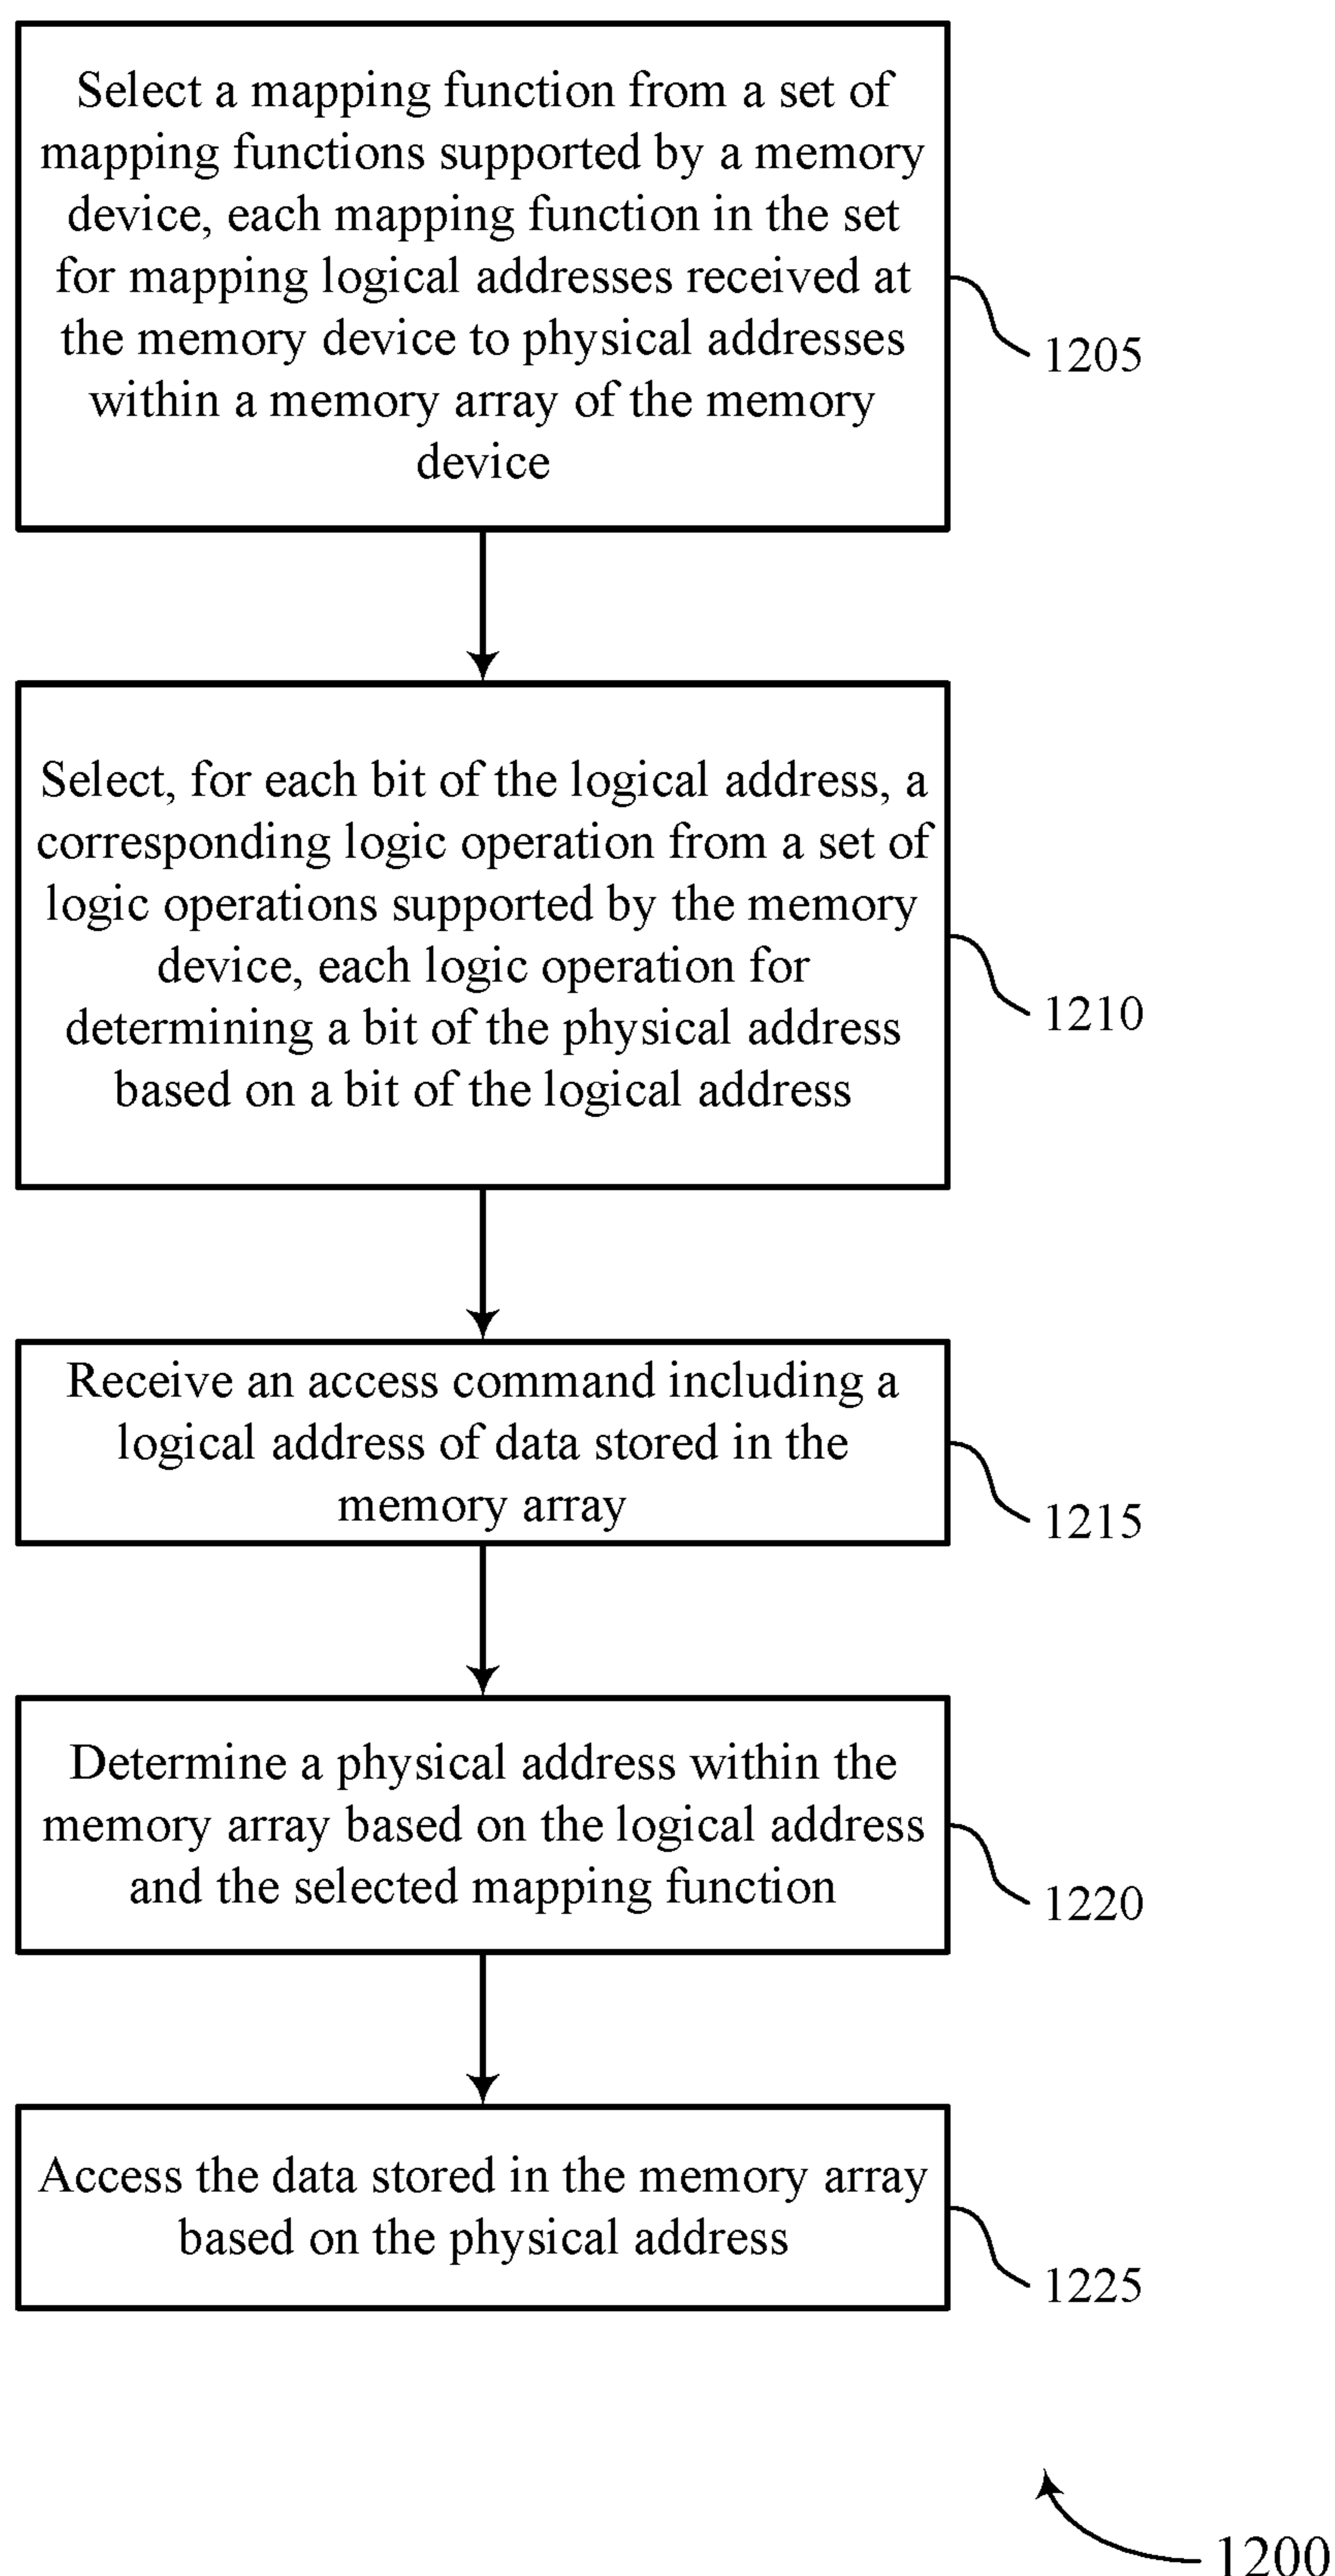 Select a mapping function from a set of
mapping functions supported by a memory
device, each mapping function in the set
for mapping logical addresses received at
the memory device to physical addresses
within a memory array of the memory
device
1205
Select, for each bit of the logical address, a
corresponding logic operation from a set of
logic operations supported by the memory
device, each logic operation for
determining a bit of the physical address
based on a bit of the logical address
1210
Receive an access command including a
logical address of data stored in the
memory array
1215
Determine a physical address within the
memory array based on the logical address
and the selected mapping function
1220
Access the data stored in the memory array
based on the physical address
1225
1200